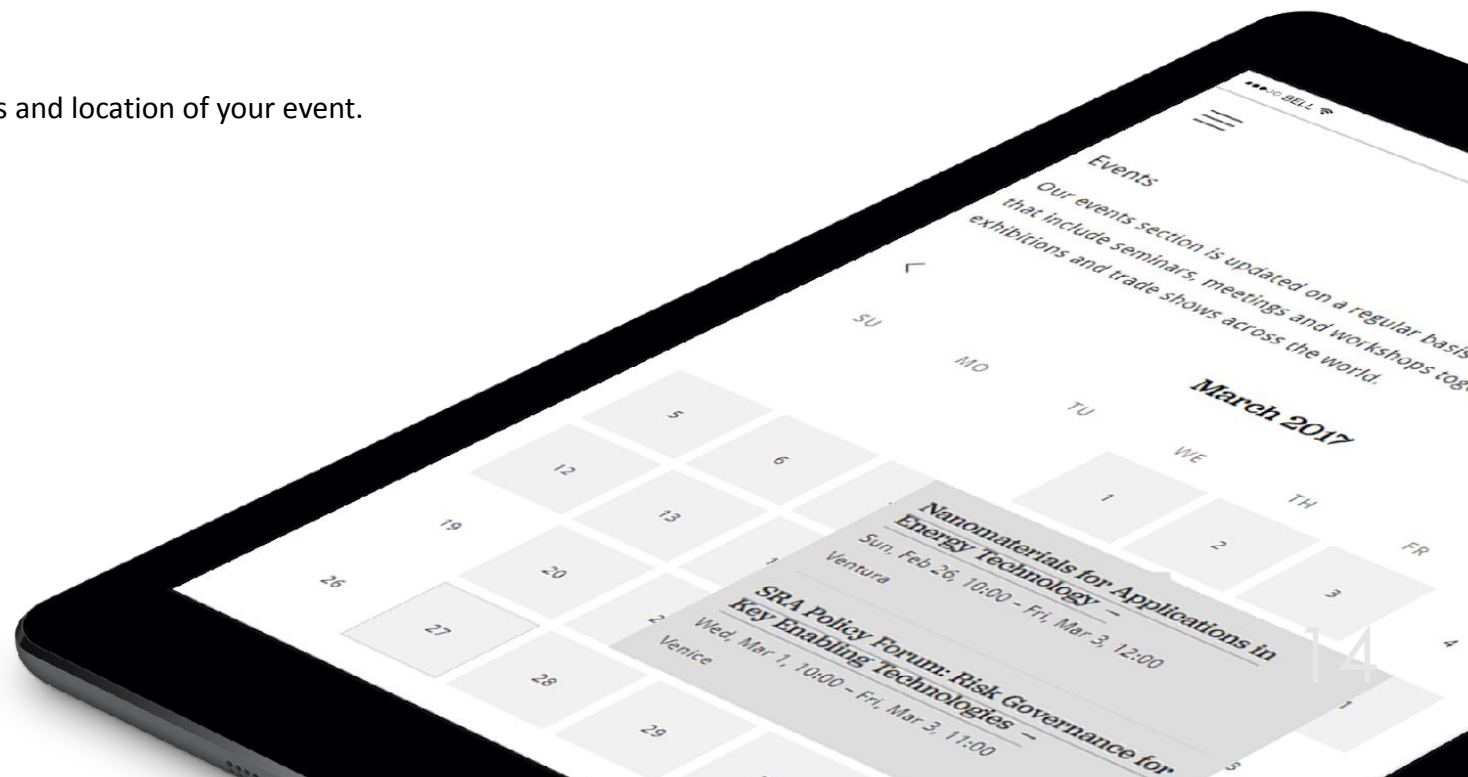 s and location of your event.
BELL
Events
Our events section is updated on a regular basis
that include seminars, meetings and workshops toge
exhibitions and trade shows across the world.
March 2017
SU
MO
TU
WE
TH
FR
1
2
3
4
5
6
12
13
19
20
26
27
28
29
Nanomaterials for Applications in
Energy Technology
Sun, Feb 26, 10:00 – Fri, Mar 3, 12:00
Ventura
SRA Policy Forum: Risk Governance for
Key Enabling Technologies
Wed, Mar 1, 10:00 – Fri, Mar 3, 11:00
Venice
14